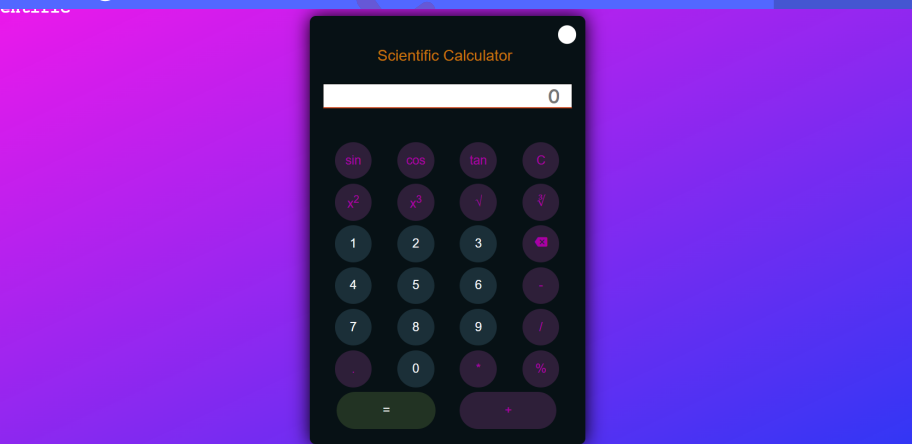 Scientific Calculator
0
sin cos tan C
x² x³ √ ∛
1 2 3
4 5 6 -
7 8 9 /
. 0 * %
= +